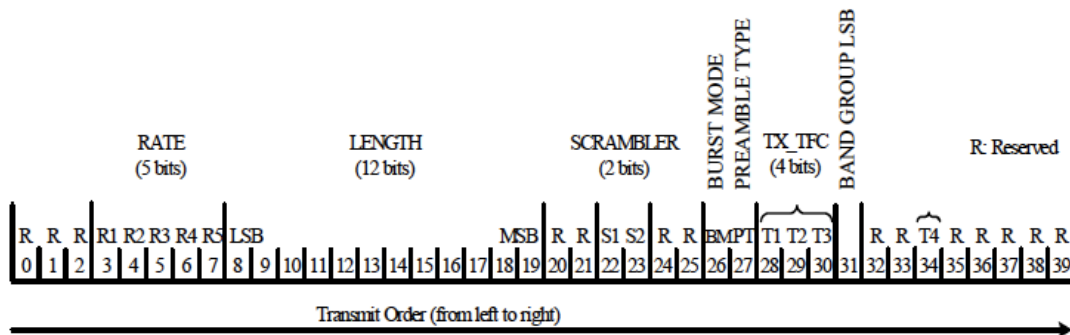 BURST MODE
PREAMBLE TYPE
BAND GROUP LSB
RATE
(5 bits)
LENGTH
(12 bits)
SCRAMBLER
(2 bits)
TX_TFC
(4 bits)
R: Reserved
R R R R1 R2 R3 R4 R5 LSB MSB R R S1 S2 R R BM PT T1 T2 T3 R R T4 R R R R R
0 1 2 3 4 5 6 7 8 9 10 11 12 13 14 15 16 17 18 19 20 21 22 23 24 25 26 27 28 29 30 31 32 33 34 35 36 37 38 39
Transmit Order (from left to right)